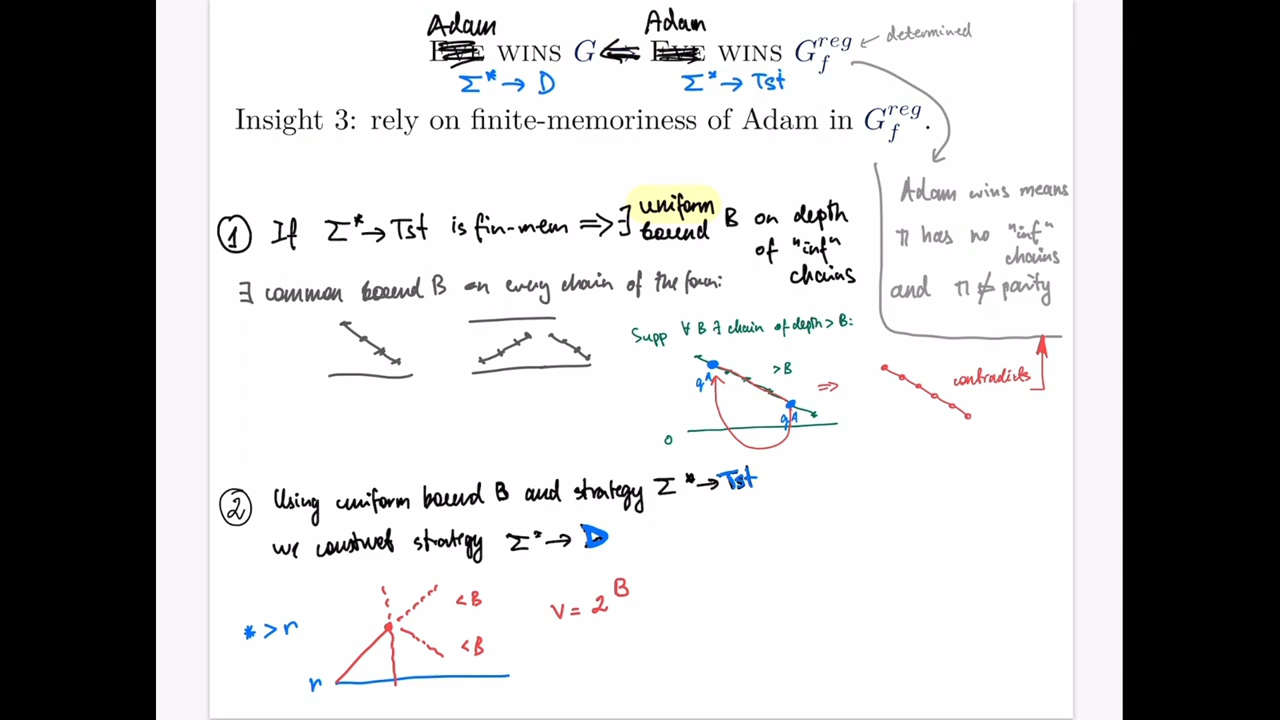 Adam Adam
EVE WINS G ⇐ EVE WINS G_f^{reg} ← determined
Σ* → D Σ* → Tst
Insight 3: rely on finite-memoriness of Adam in G_f^{reg}.
Adam wins means
π has no "inf" chains
and π ⊭ parity
① If Σ* → Tst is fin-mem => ∃ uniform bound B on depth of "inf" chains
∃ common bound B on every chain of the form:
Supp ∀ B ∃ chain of depth > B:
>B
qA
qA
0
=>
contradicts
② Using uniform bound B and strategy Σ* → Tst
we construct strategy Σ* → D
<B
<B
* > r
r
v = 2^B